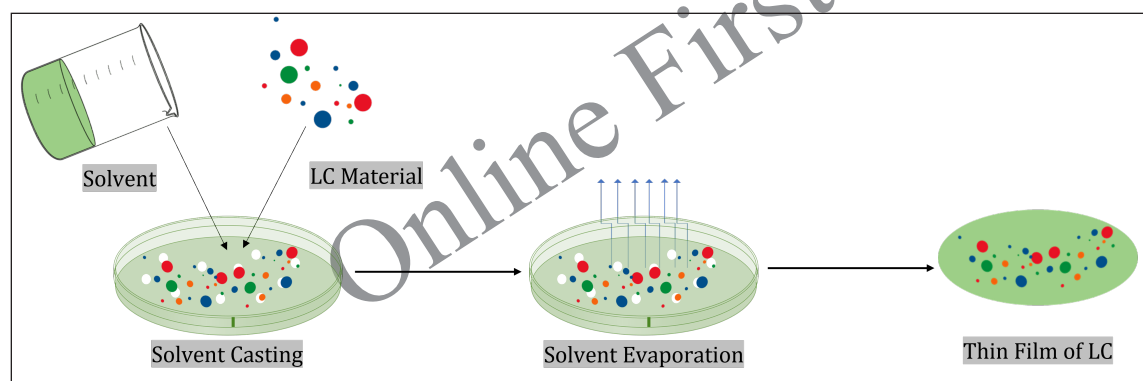 Online First
Solvent
LC Material
Solvent Casting
Solvent Evaporation
Thin Film of LC